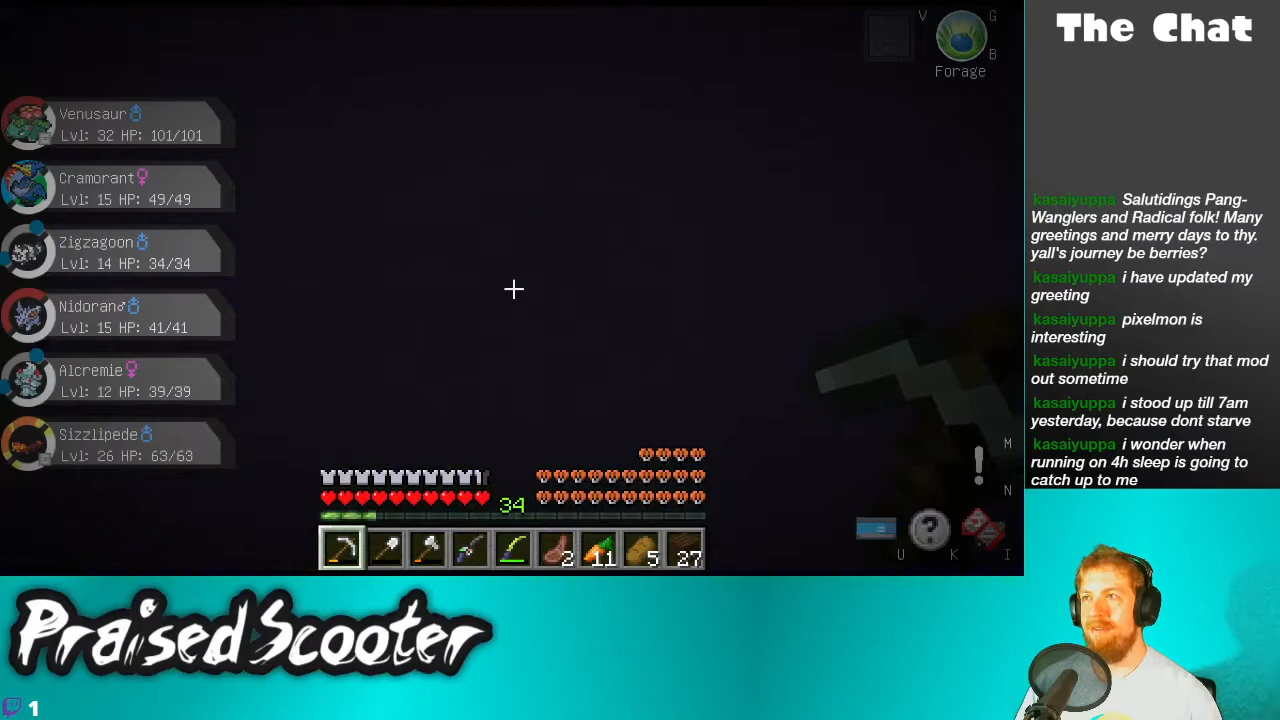 The Chat
V
G
B
Forage
Venusaur♂
Lvl: 32 HP: 101/101
Cramorant♀
Lvl: 15 HP: 49/49
Zigzagoon♂
Lvl: 14 HP: 34/34
Nidoran♂♂
Lvl: 15 HP: 41/41
Alcremie♀
Lvl: 12 HP: 39/39
Sizzlipede♂
Lvl: 26 HP: 63/63
kasaiyuppa Salutidings Pang-
Wanglers and Radical folk! Many
greetings and merry days to thy.
yall's journey be berries?
kasaiyuppa i have updated my
greeting
kasaiyuppa pixelmon is
interesting
kasaiyuppa i should try that mod
out sometime
kasaiyuppa i stood up till 7am
yesterday, because dont starve
kasaiyuppa i wonder when
running on 4h sleep is going to
catch up to me
M
N
34
2
11
5
27
U
K
I
PraisedScooter
1